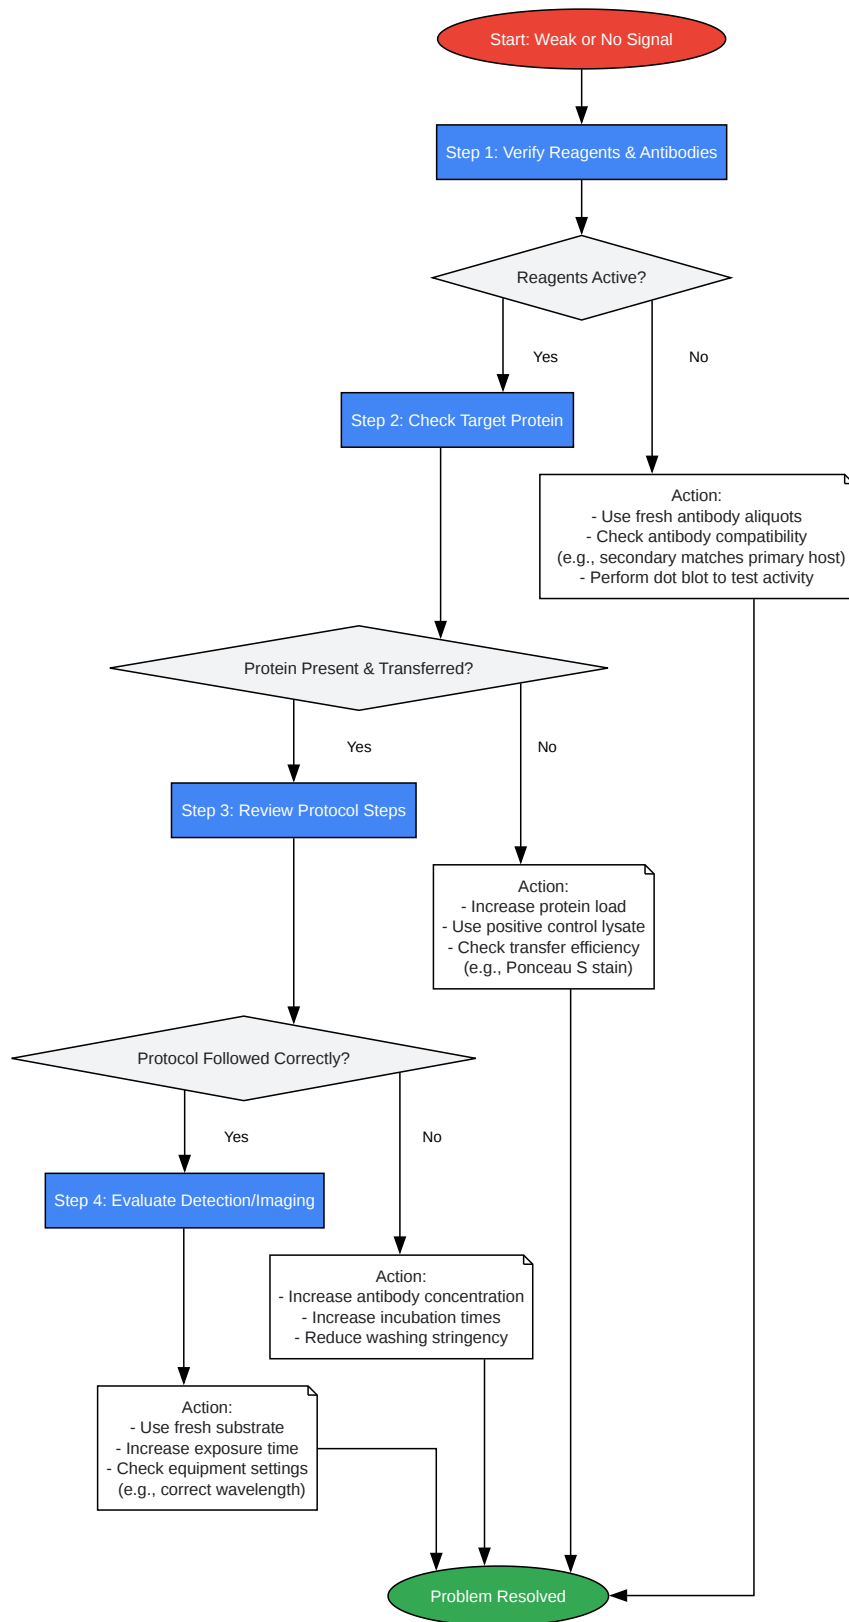 Start: Weak or No Signal
Step 1: Verify Reagents & Antibodies
Reagents Active?
Yes
No
Step 2: Check Target Protein
Action:
- Use fresh antibody aliquots
- Check antibody compatibility
(e.g., secondary matches primary host)
- Perform dot blot to test activity
Protein Present & Transferred?
Yes
No
Step 3: Review Protocol Steps
Action:
- Increase protein load
- Use positive control lysate
- Check transfer efficiency
(e.g., Ponceau S stain)
Protocol Followed Correctly?
Yes
No
Step 4: Evaluate Detection/Imaging
Action:
- Increase antibody concentration
- Increase incubation times
- Reduce washing stringency
Action:
- Use fresh substrate
- Increase exposure time
- Check equipment settings
(e.g., correct wavelength)
Problem Resolved